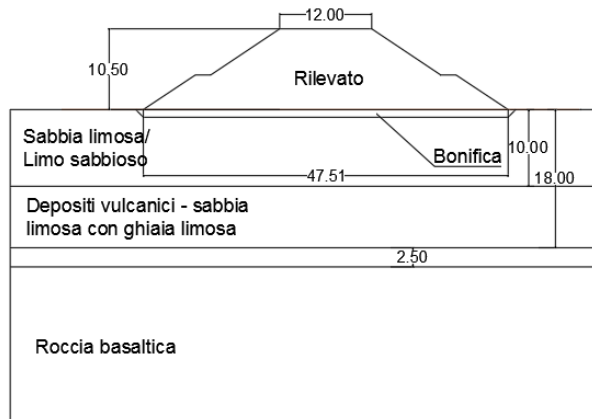 12.00
10.50
Rilevato
Sabbia limosa/
Limo sabbioso
Bonifica
10.00
47.51
18.00
Depositi vulcanici - sabbia
limosa con ghiaia limosa
2.50
Roccia basaltica